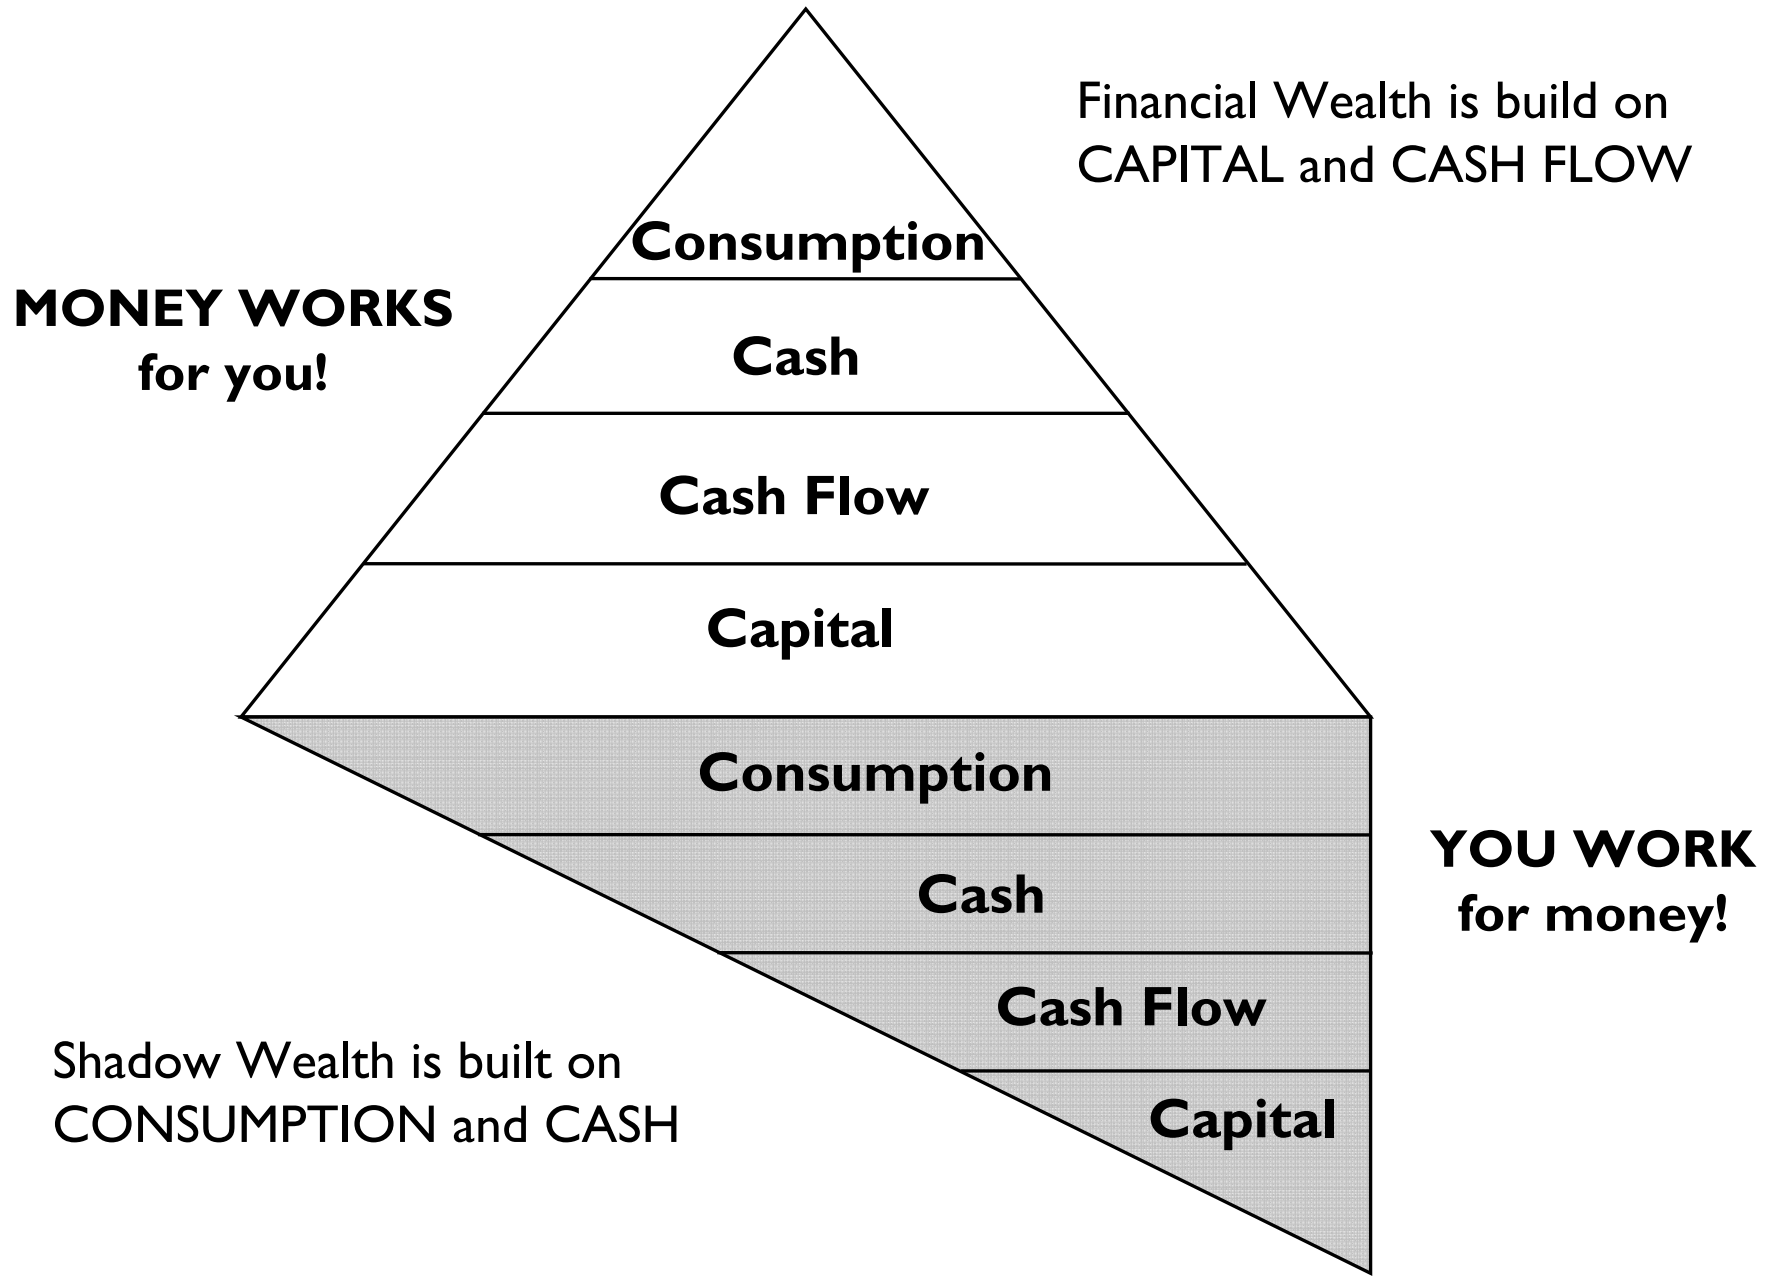 Financial Wealth is build on
CAPITAL and CASH FLOW
Consumption
MONEY WORKS
for you!
Cash
Cash Flow
Capital
Consumption
YOU WORK
for money!
Cash
Cash Flow
Shadow Wealth is built on
CONSUMPTION and CASH
Capital